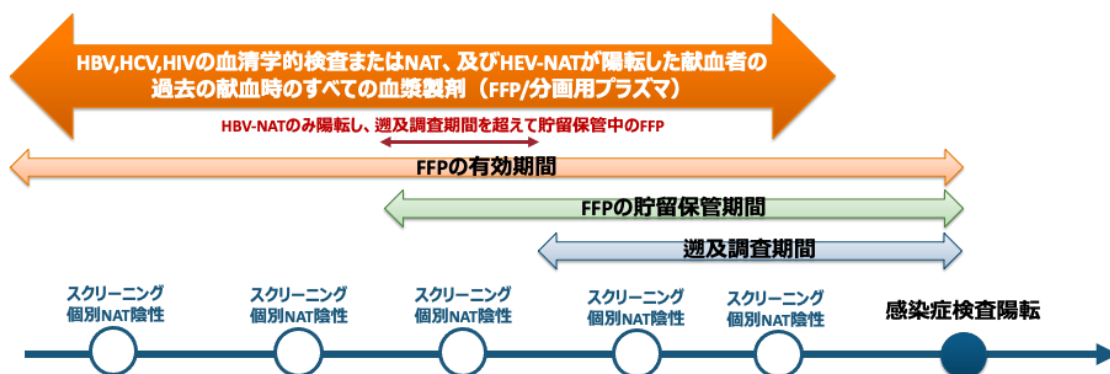 HBV,HCV,HIVの血清学的検査またはNAT、及びHEV-NATが陽転した献血者の
過去の献血時のすべての血漿製剤（FFP/分画用プラズマ）
HBV-NATのみ陽転し、遡及調査期間を超えて貯留保管中のFFP
FFPの有効期間
FFPの貯留保管期間
遡及調査期間
スクリーニング
個別NAT陰性
スクリーニング
個別NAT陰性
スクリーニング
個別NAT陰性
スクリーニング
個別NAT陰性
スクリーニング
個別NAT陰性
感染症検査陽転